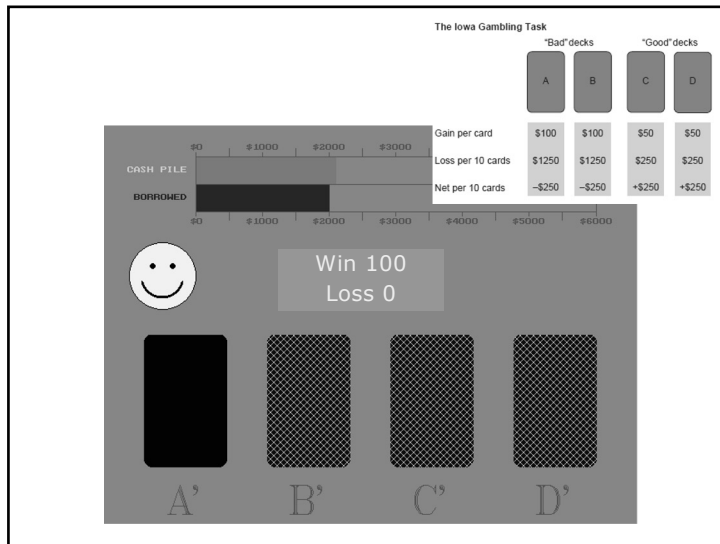 The Iowa Gambling Task
"Bad" decks "Good" decks
A B C D
Gain per card $100 $100 $50 $50
Loss per 10 cards $1250 $1250 $250 $250
Net per 10 cards –$250 –$250 +$250 +$250
$0 $1000 $2000 $3000
CASH PILE
BORROWED
$0 $1000 $2000 $3000 $4000 $5000 $6000
Win 100
Loss 0
A' B' C' D'